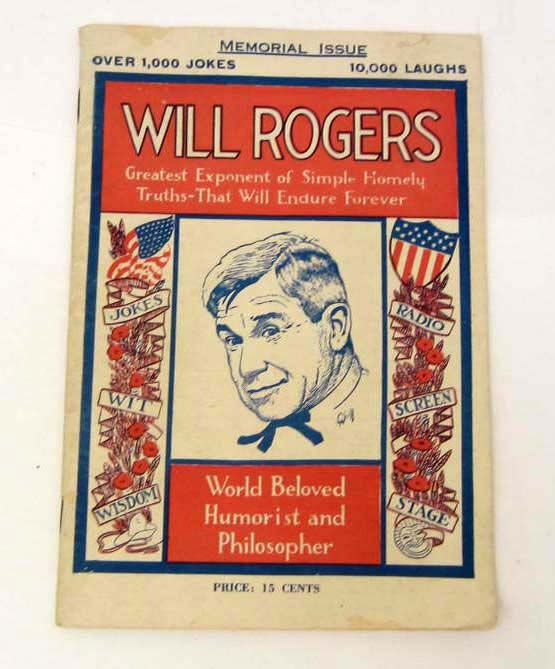 MEMORIAL ISSUE
OVER 1,000 JOKES
10,000 LAUGHS
WILL ROGERS
Greatest Exponent of Simple Homely
Truths-That Will Endure Forever
JOKES
WIT
WISDOM
RADIO
SCREEN
STAGE
World Beloved
Humorist and
Philosopher
PRICE: 15 CENTS